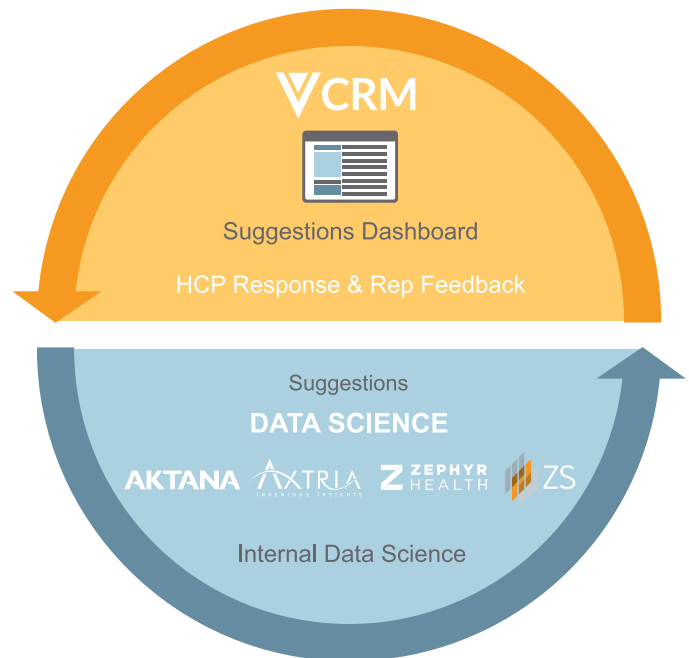 VCRM
Suggestions Dashboard
HCP Response & Rep Feedback
Suggestions
DATA SCIENCE
AKTANA AXTRIA INGENIOUS INSIGHTS Z ZEPHYR HEALTH ZS
Internal Data Science